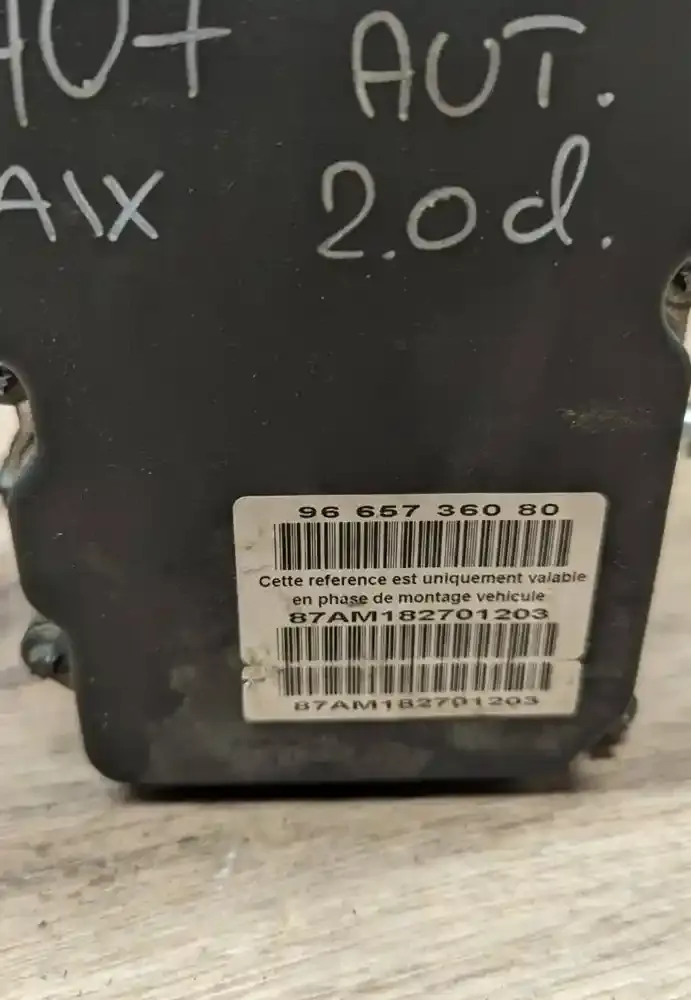 407 AUT.
2.0d.
96 657 360 80
Cette reference est uniquement valable
en phase de montage vehicule
87AM182701203
87AM182701203